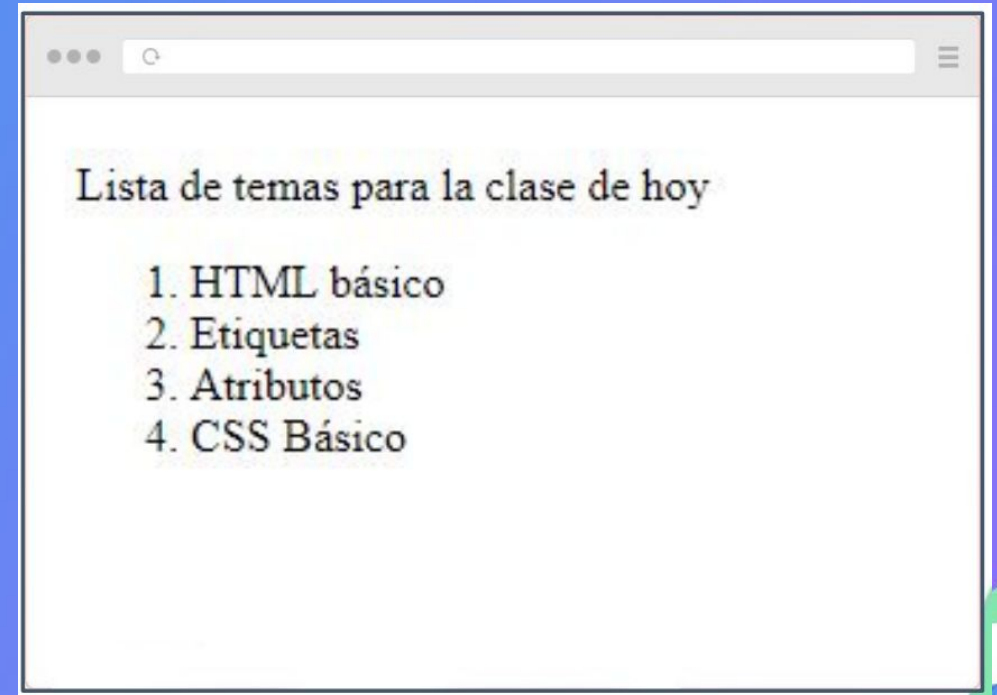 Lista de temas para la clase de hoy
1. HTML básico
2. Etiquetas
3. Atributos
4. CSS Básico